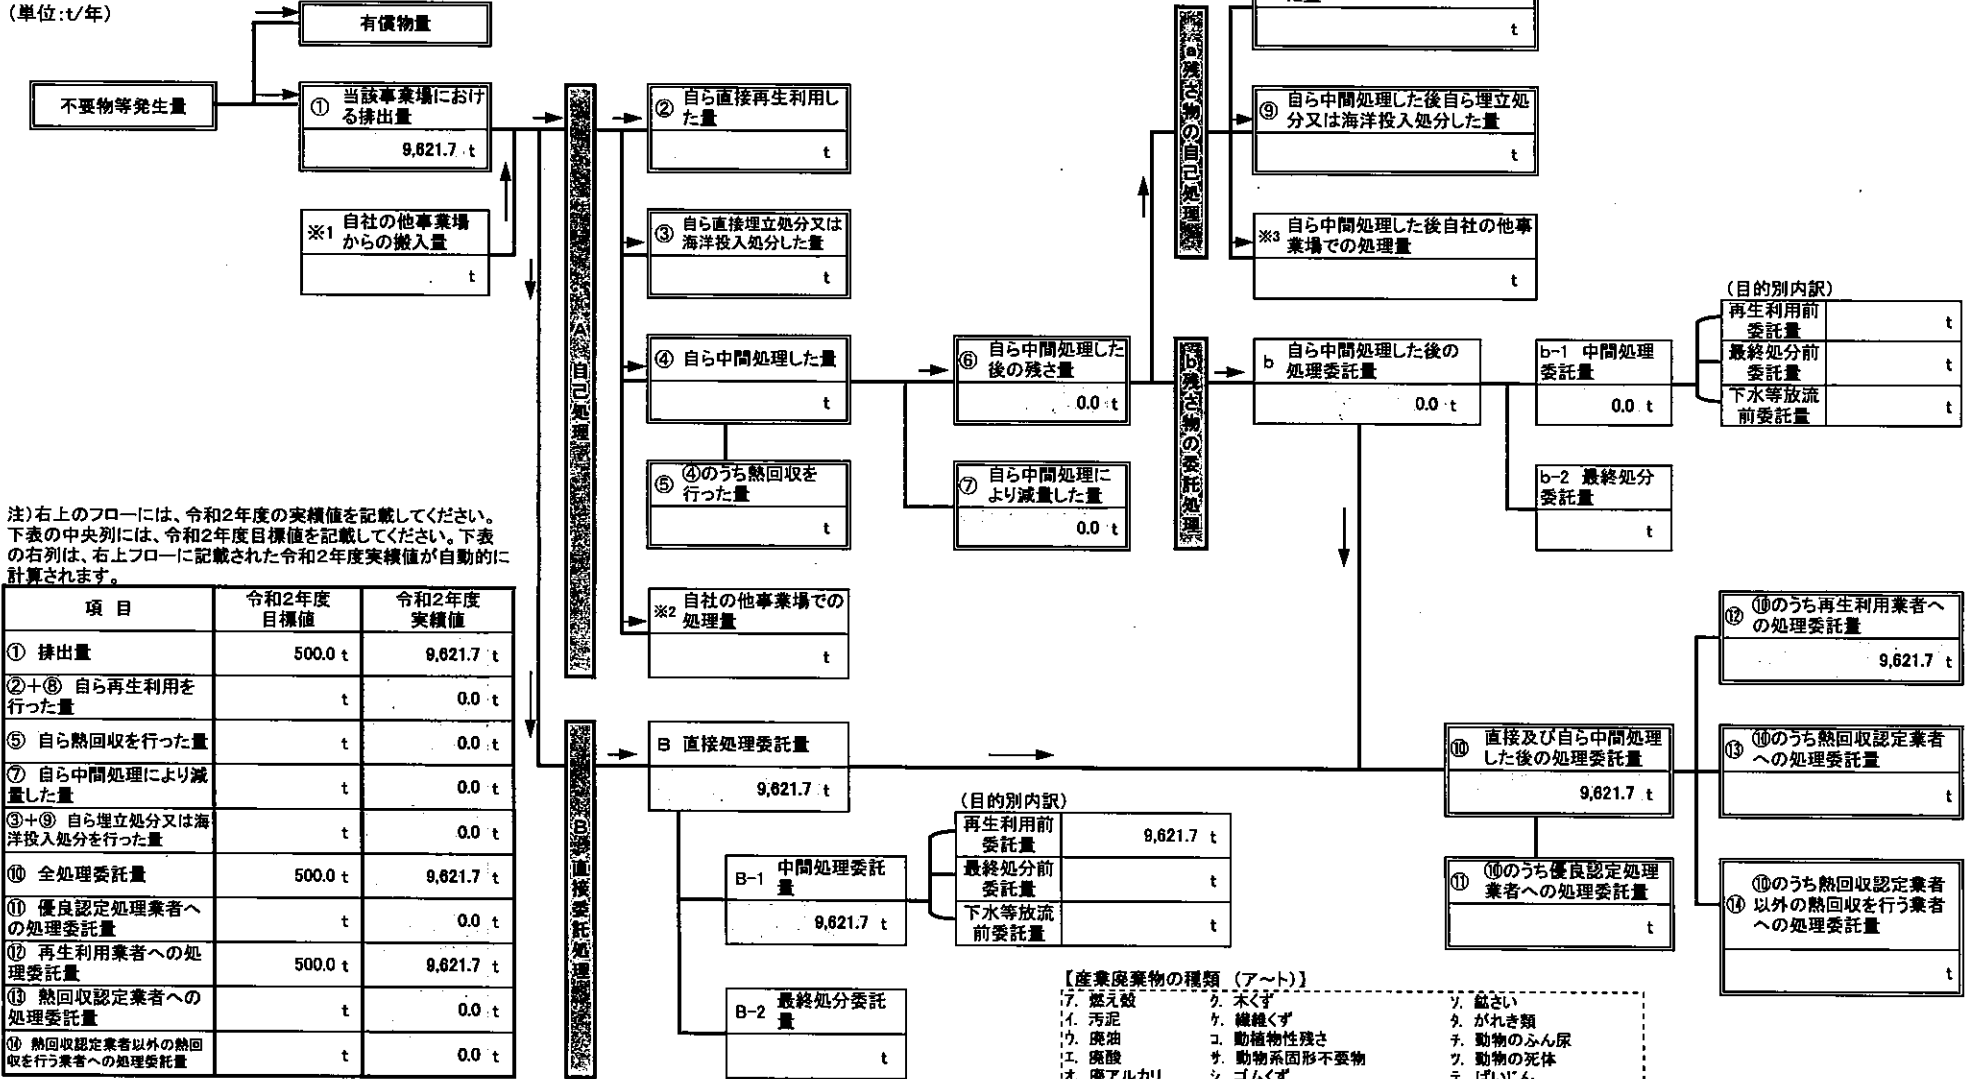 (単位:t/年)
有償物量
不要物等発生量
① 当該事業場におけ
る排出量
9,621.7 t
※1 自社の他事業場
からの搬入量
t
A 自己処理
② 自ら直接再生利用し
た量
t
③ 自ら直接埋立処分又は
海洋投入処分した量
t
④ 自ら中間処理した量
t
⑤ ④のうち熱回収を
行った量
t
※2 自社の他事業場での
処理量
t
⑥ 自ら中間処理した
後の残さ量
0.0 t
⑦ 自ら中間処理に
より減量した量
0.0 t
a 残さ物の自己処理
t
⑨ 自ら中間処理した後自ら埋立処
分又は海洋投入処分した量
t
※3 自ら中間処理した後自社の他事
業場での処理量
t
b 残さ物の委託処理
b 自ら中間処理した後の
処理委託量
0.0 t
b-1 中間処理
委託量
0.0 t
b-2 最終処分
委託量
t
(目的別内訳)
再生利用前
委託量
t
最終処分前
委託量
t
下水等放流
前委託量
t
注)右上のフローには、令和2年度の実績値を記載してください。
下表の中央列には、令和2年度目標値を記載してください。下表
の右列は、右上フローに記載された令和2年度実績値が自動的に
計算されます。
項 目 令和2年度
目標値 令和2年度
実績値
① 排出量 500.0 t 9,621.7 t
②+⑧ 自ら再生利用を
行った量 t 0.0 t
⑤ 自ら熱回収を行った量 t 0.0 t
⑦ 自ら中間処理により減
量した量 t 0.0 t
③+⑨ 自ら埋立処分又は海
洋投入処分を行った量 t 0.0 t
⑩ 全処理委託量 500.0 t 9,621.7 t
⑪ 優良認定処理業者へ
の処理委託量 t 0.0 t
⑫ 再生利用業者への処
理委託量 500.0 t 9,621.7 t
⑬ 熱回収認定業者への
処理委託量 t 0.0 t
⑭ 熱回収認定業者以外の熱回
収を行う業者への処理委託量 t 0.0 t
B 直接委託処理
B 直接処理委託量
9,621.7 t
B-1 中間処理委託
量
9,621.7 t
B-2 最終処分委託
量
t
(目的別内訳)
再生利用前
委託量
9,621.7 t
最終処分前
委託量
t
下水等放流
前委託量
t
⑩ 直接及び自ら中間処理
した後の処理委託量
9,621.7 t
⑪ ⑩のうち優良認定処理
業者への処理委託量
t
⑫ ⑩のうち再生利用業者へ
の処理委託量
9,621.7 t
⑬ ⑩のうち熱回収認定業者
への処理委託量
t
⑭ ⑩のうち熱回収認定業者
以外の熱回収を行う業者
への処理委託量
t
【産業廃棄物の種類 (ア~ト)】
ア. 燃え殻 ク. 木くず ソ. 鉱さい
イ. 汚泥 ケ. 繊維くず タ. がれき類
ウ. 廃油 コ. 動植物性残さ チ. 動物のふん尿
エ. 廃酸 サ. 動物系固形不要物 ツ. 動物の死体
オ. 廃アルカリ シ. ゴムくず テ. ばいじん